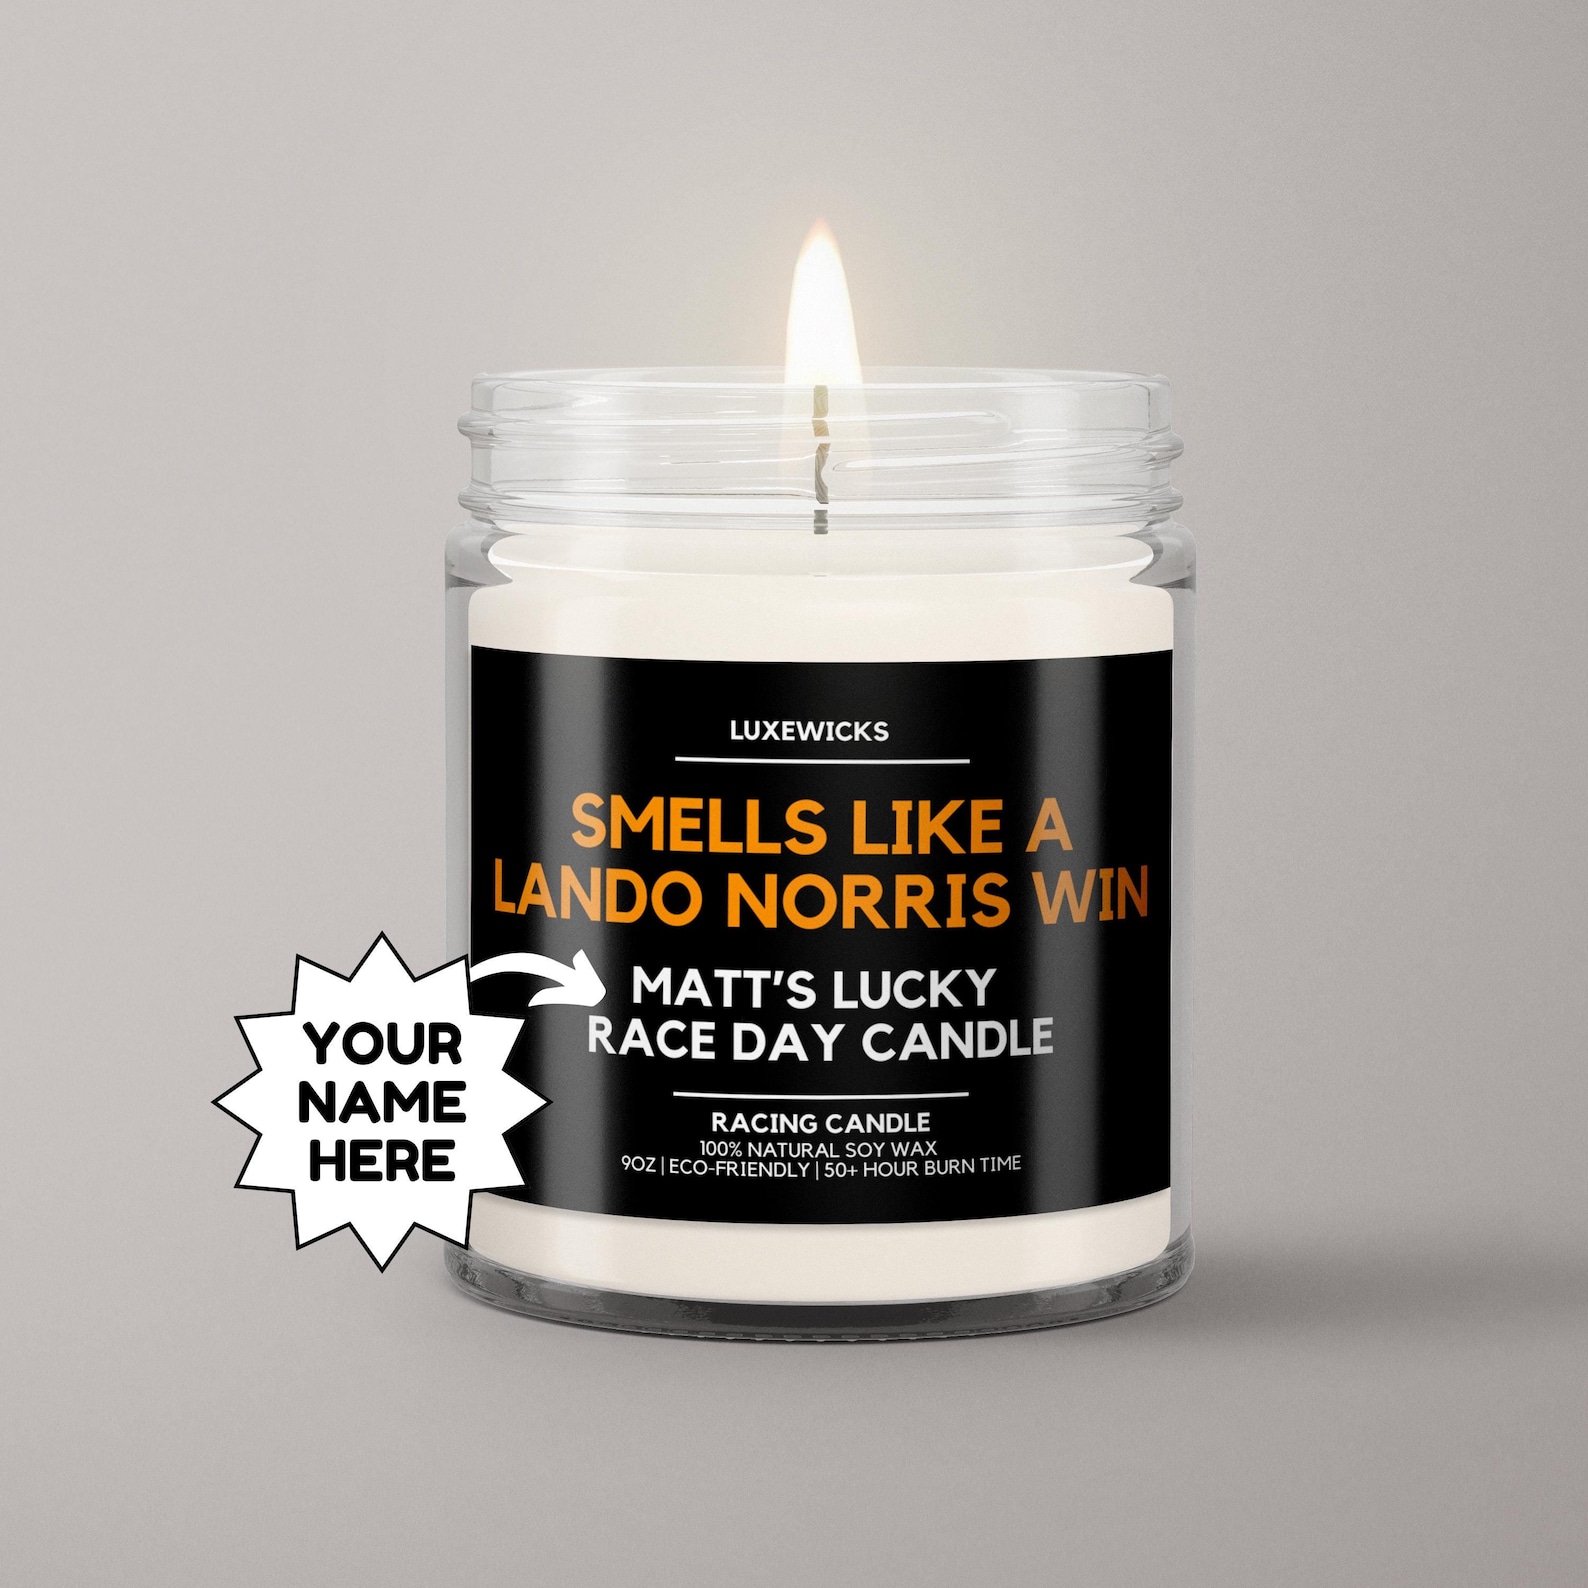 LUXEWICKS
SMELLS LIKE A
LANDO NORRIS WIN
MATT'S LUCKY
RACE DAY CANDLE
RACING CANDLE
100% NATURAL SOY WAX
9OZ | ECO-FRIENDLY | 50+ HOUR BURN TIME
YOUR
NAME
HERE